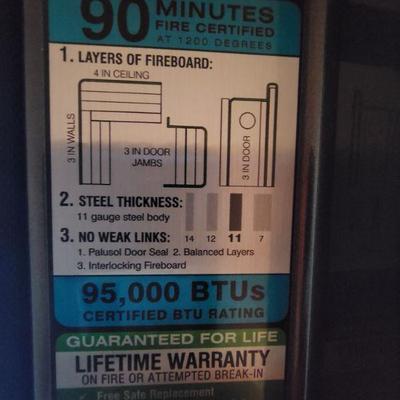 90 MINUTES
FIRE CERTIFIED
AT 1200 DEGREES
1. LAYERS OF FIREBOARD:
4 IN CEILING
3 IN WALLS
3 IN DOOR
JAMBS
3 IN DOOR
2. STEEL THICKNESS:
11 gauge steel body
14 12 11 7
3. NO WEAK LINKS:
1. Palusol Door Seal 2. Balanced Layers
3. Interlocking Fireboard
95,000 BTUs
CERTIFIED BTU RATING
GUARANTEED FOR LIFE
LIFETIME WARRANTY
ON FIRE OR ATTEMPTED BREAK-IN
✓ Free Safe Replacement